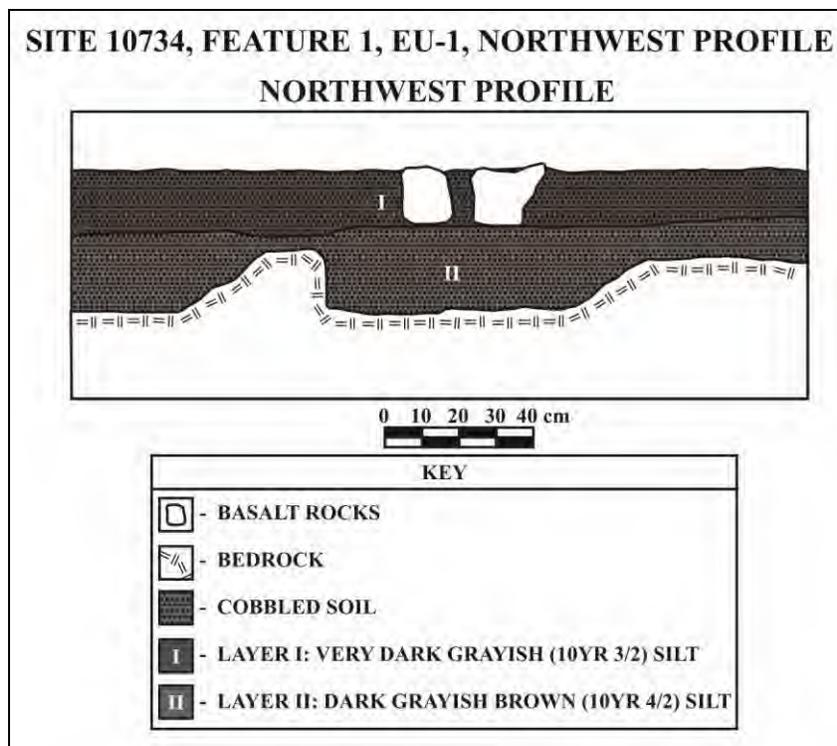 SITE 10734, FEATURE 1, EU-1, NORTHWEST PROFILE
NORTHWEST PROFILE
I
II
0 10 20 30 40 cm
KEY
- BASALT ROCKS
- BEDROCK
- COBBLED SOIL
I - LAYER I: VERY DARK GRAYISH (10YR 3/2) SILT
II - LAYER II: DARK GRAYISH BROWN (10YR 4/2) SILT